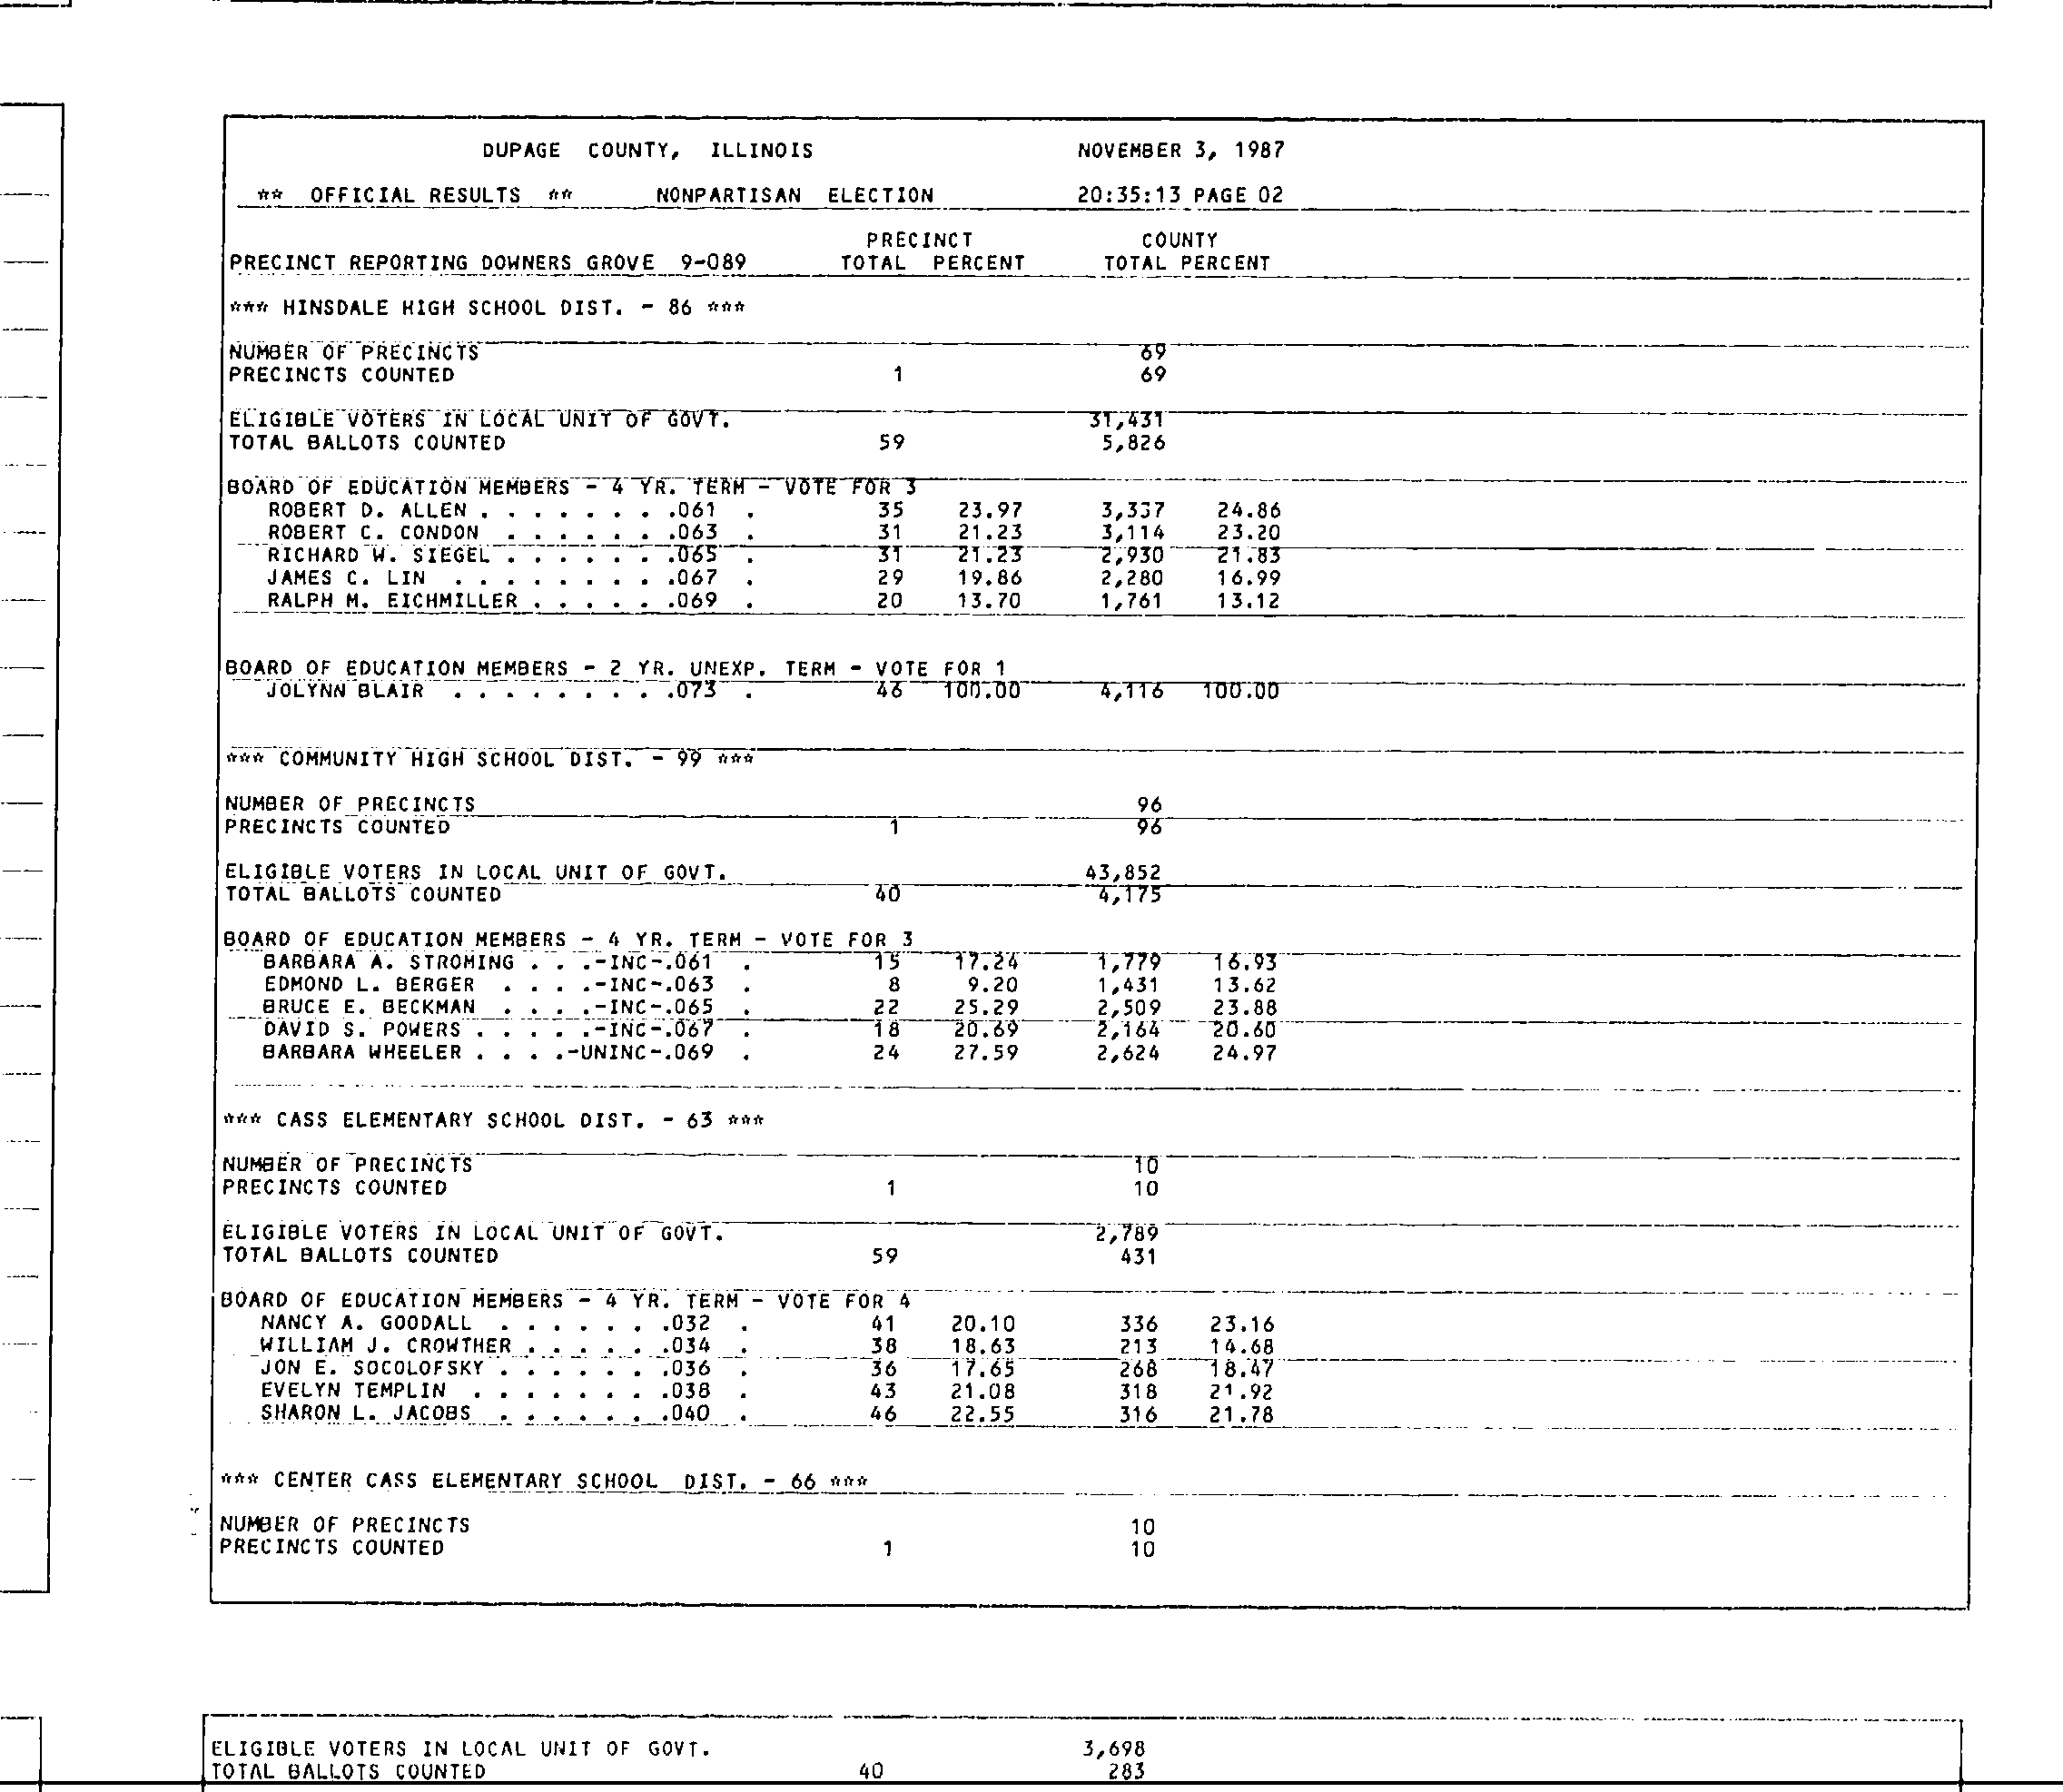 DUPAGE COUNTY, ILLINOIS NOVEMBER 3, 1987
** OFFICIAL RESULTS ** NONPARTISAN ELECTION 20:35:13 PAGE 02
PRECINCT COUNTY
PRECINCT REPORTING DOWNERS GROVE 9-089 TOTAL PERCENT TOTAL PERCENT
*** HINSDALE HIGH SCHOOL DIST. - 86 ***
NUMBER OF PRECINCTS 69
PRECINCTS COUNTED 1 69
ELIGIBLE VOTERS IN LOCAL UNIT OF GOVT. 31,431
TOTAL BALLOTS COUNTED 59 5,826
BOARD OF EDUCATION MEMBERS - 4 YR. TERM - VOTE FOR 3
ROBERT D. ALLEN . . . . . . . .061 . 35 23.97 3,337 24.86
ROBERT C. CONDON . . . . . . .063 . 31 21.23 3,114 23.20
RICHARD W. SIEGEL . . . . . . .065 . 31 21.23 2,930 21.83
JAMES C. LIN . . . . . . . . .067 . 29 19.86 2,280 16.99
RALPH M. EICHMILLER . . . . . .069 . 20 13.70 1,761 13.12
BOARD OF EDUCATION MEMBERS - 2 YR. UNEXP. TERM - VOTE FOR 1
JOLYNN BLAIR . . . . . . . . .073 . 46 100.00 4,116 100.00
*** COMMUNITY HIGH SCHOOL DIST. - 99 ***
NUMBER OF PRECINCTS 96
PRECINCTS COUNTED 1 96
ELIGIBLE VOTERS IN LOCAL UNIT OF GOVT. 43,852
TOTAL BALLOTS COUNTED 40 4,175
BOARD OF EDUCATION MEMBERS - 4 YR. TERM - VOTE FOR 3
BARBARA A. STROMING . . .-INC-.061 . 15 17.24 1,779 16.93
EDMOND L. BERGER . . . .-INC-.063 . 8 9.20 1,431 13.62
BRUCE E. BECKMAN . . . .-INC-.065 . 22 25.29 2,509 23.88
DAVID S. POWERS . . . . .-INC-.067 . 18 20.69 2,164 20.60
BARBARA WHEELER . . . .-UNINC-.069 . 24 27.59 2,624 24.97
*** CASS ELEMENTARY SCHOOL DIST. - 63 ***
NUMBER OF PRECINCTS 10
PRECINCTS COUNTED 1 10
ELIGIBLE VOTERS IN LOCAL UNIT OF GOVT. 2,789
TOTAL BALLOTS COUNTED 59 431
BOARD OF EDUCATION MEMBERS - 4 YR. TERM - VOTE FOR 4
NANCY A. GOODALL . . . . . . .032 . 41 20.10 336 23.16
WILLIAM J. CROWTHER . . . . . .034 . 38 18.63 213 14.68
JON E. SOCOLOFSKY . . . . . . .036 . 36 17.65 268 18.47
EVELYN TEMPLIN . . . . . . . .038 . 43 21.08 318 21.92
SHARON L. JACOBS . . . . . . .040 . 46 22.55 316 21.78
*** CENTER CASS ELEMENTARY SCHOOL DIST. - 66 ***
NUMBER OF PRECINCTS 10
PRECINCTS COUNTED 1 10
ELIGIBLE VOTERS IN LOCAL UNIT OF GOVT. 3,698
TOTAL BALLOTS COUNTED 40 283